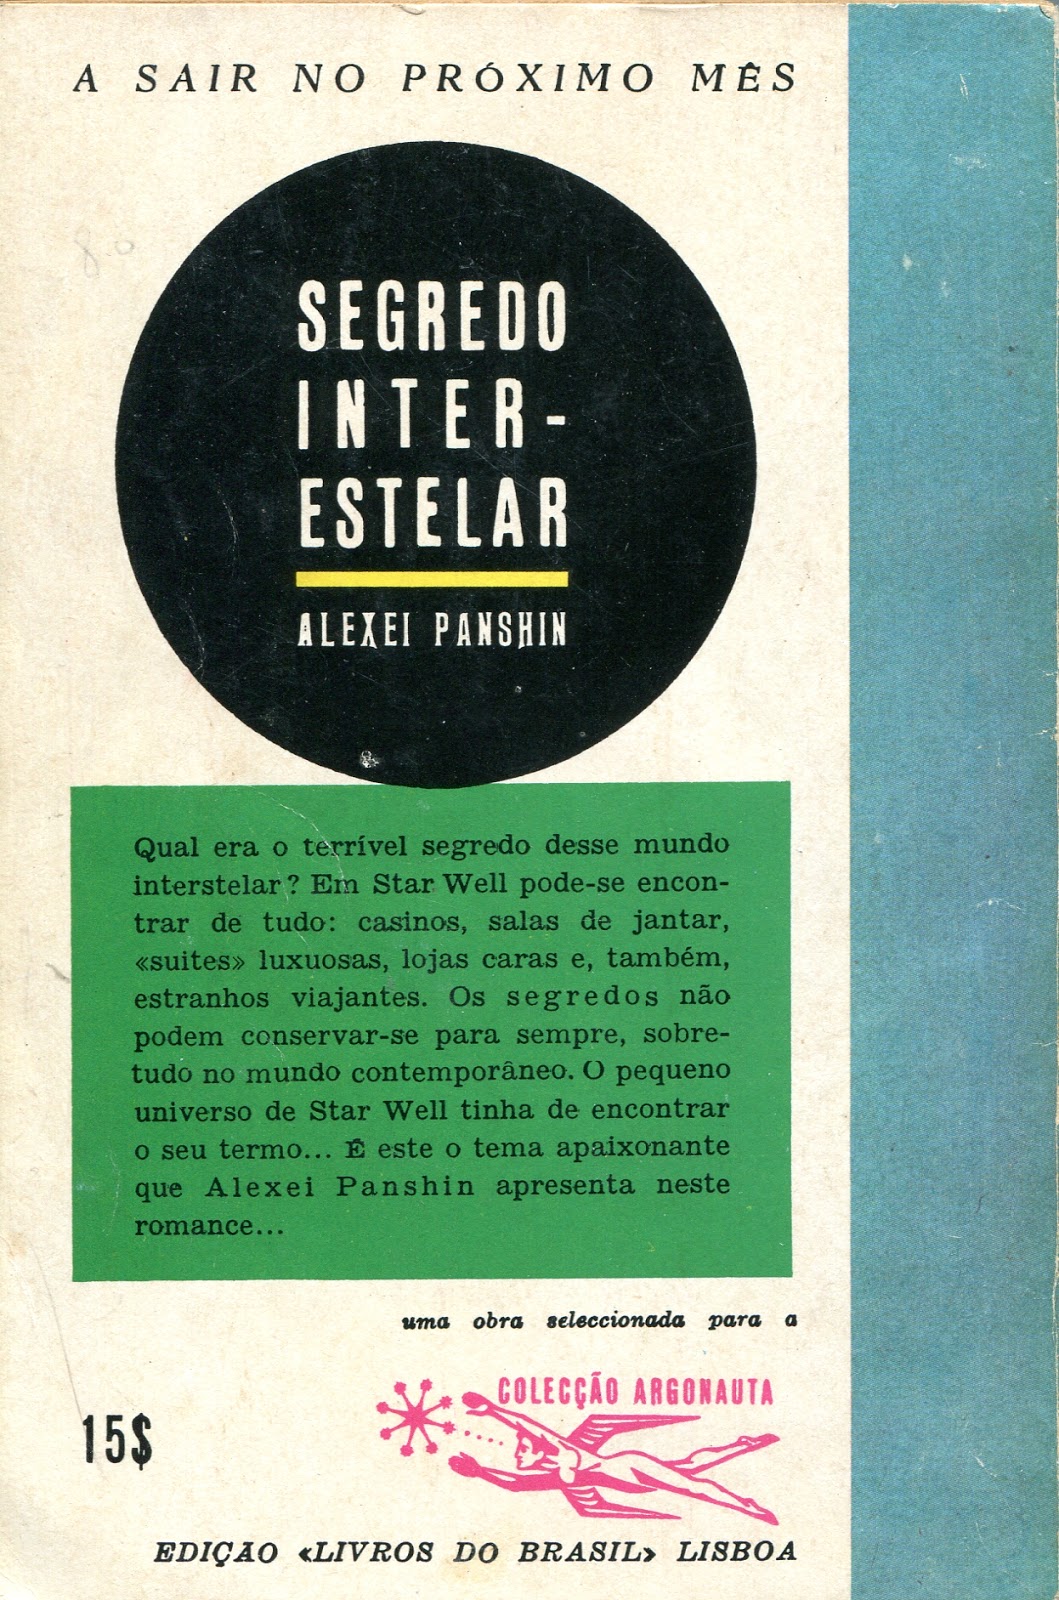 A SAIR NO PRÓXIMO MÊS
8.0
SEGREDO
INTER-
ESTELAR
ALEXEI PANSHIN
Qual era o terrível segredo desse mundo
interstelar? Em Star Well pode-se encon-
trar de tudo: casinos, salas de jantar,
«suites» luxuosas, lojas caras e, também,
estranhos viajantes. Os segredos não
podem conservar-se para sempre, sobre-
tudo no mundo contemporâneo. O pequeno
universo de Star Well tinha de encontrar
o seu termo... É este o tema apaixonante
que Alexei Panshin apresenta neste
romance...
uma obra seleccionada para a
COLECÇÃO ARGONAUTA
15$
EDIÇAO «LIVROS DO BRASIL» LISBOA